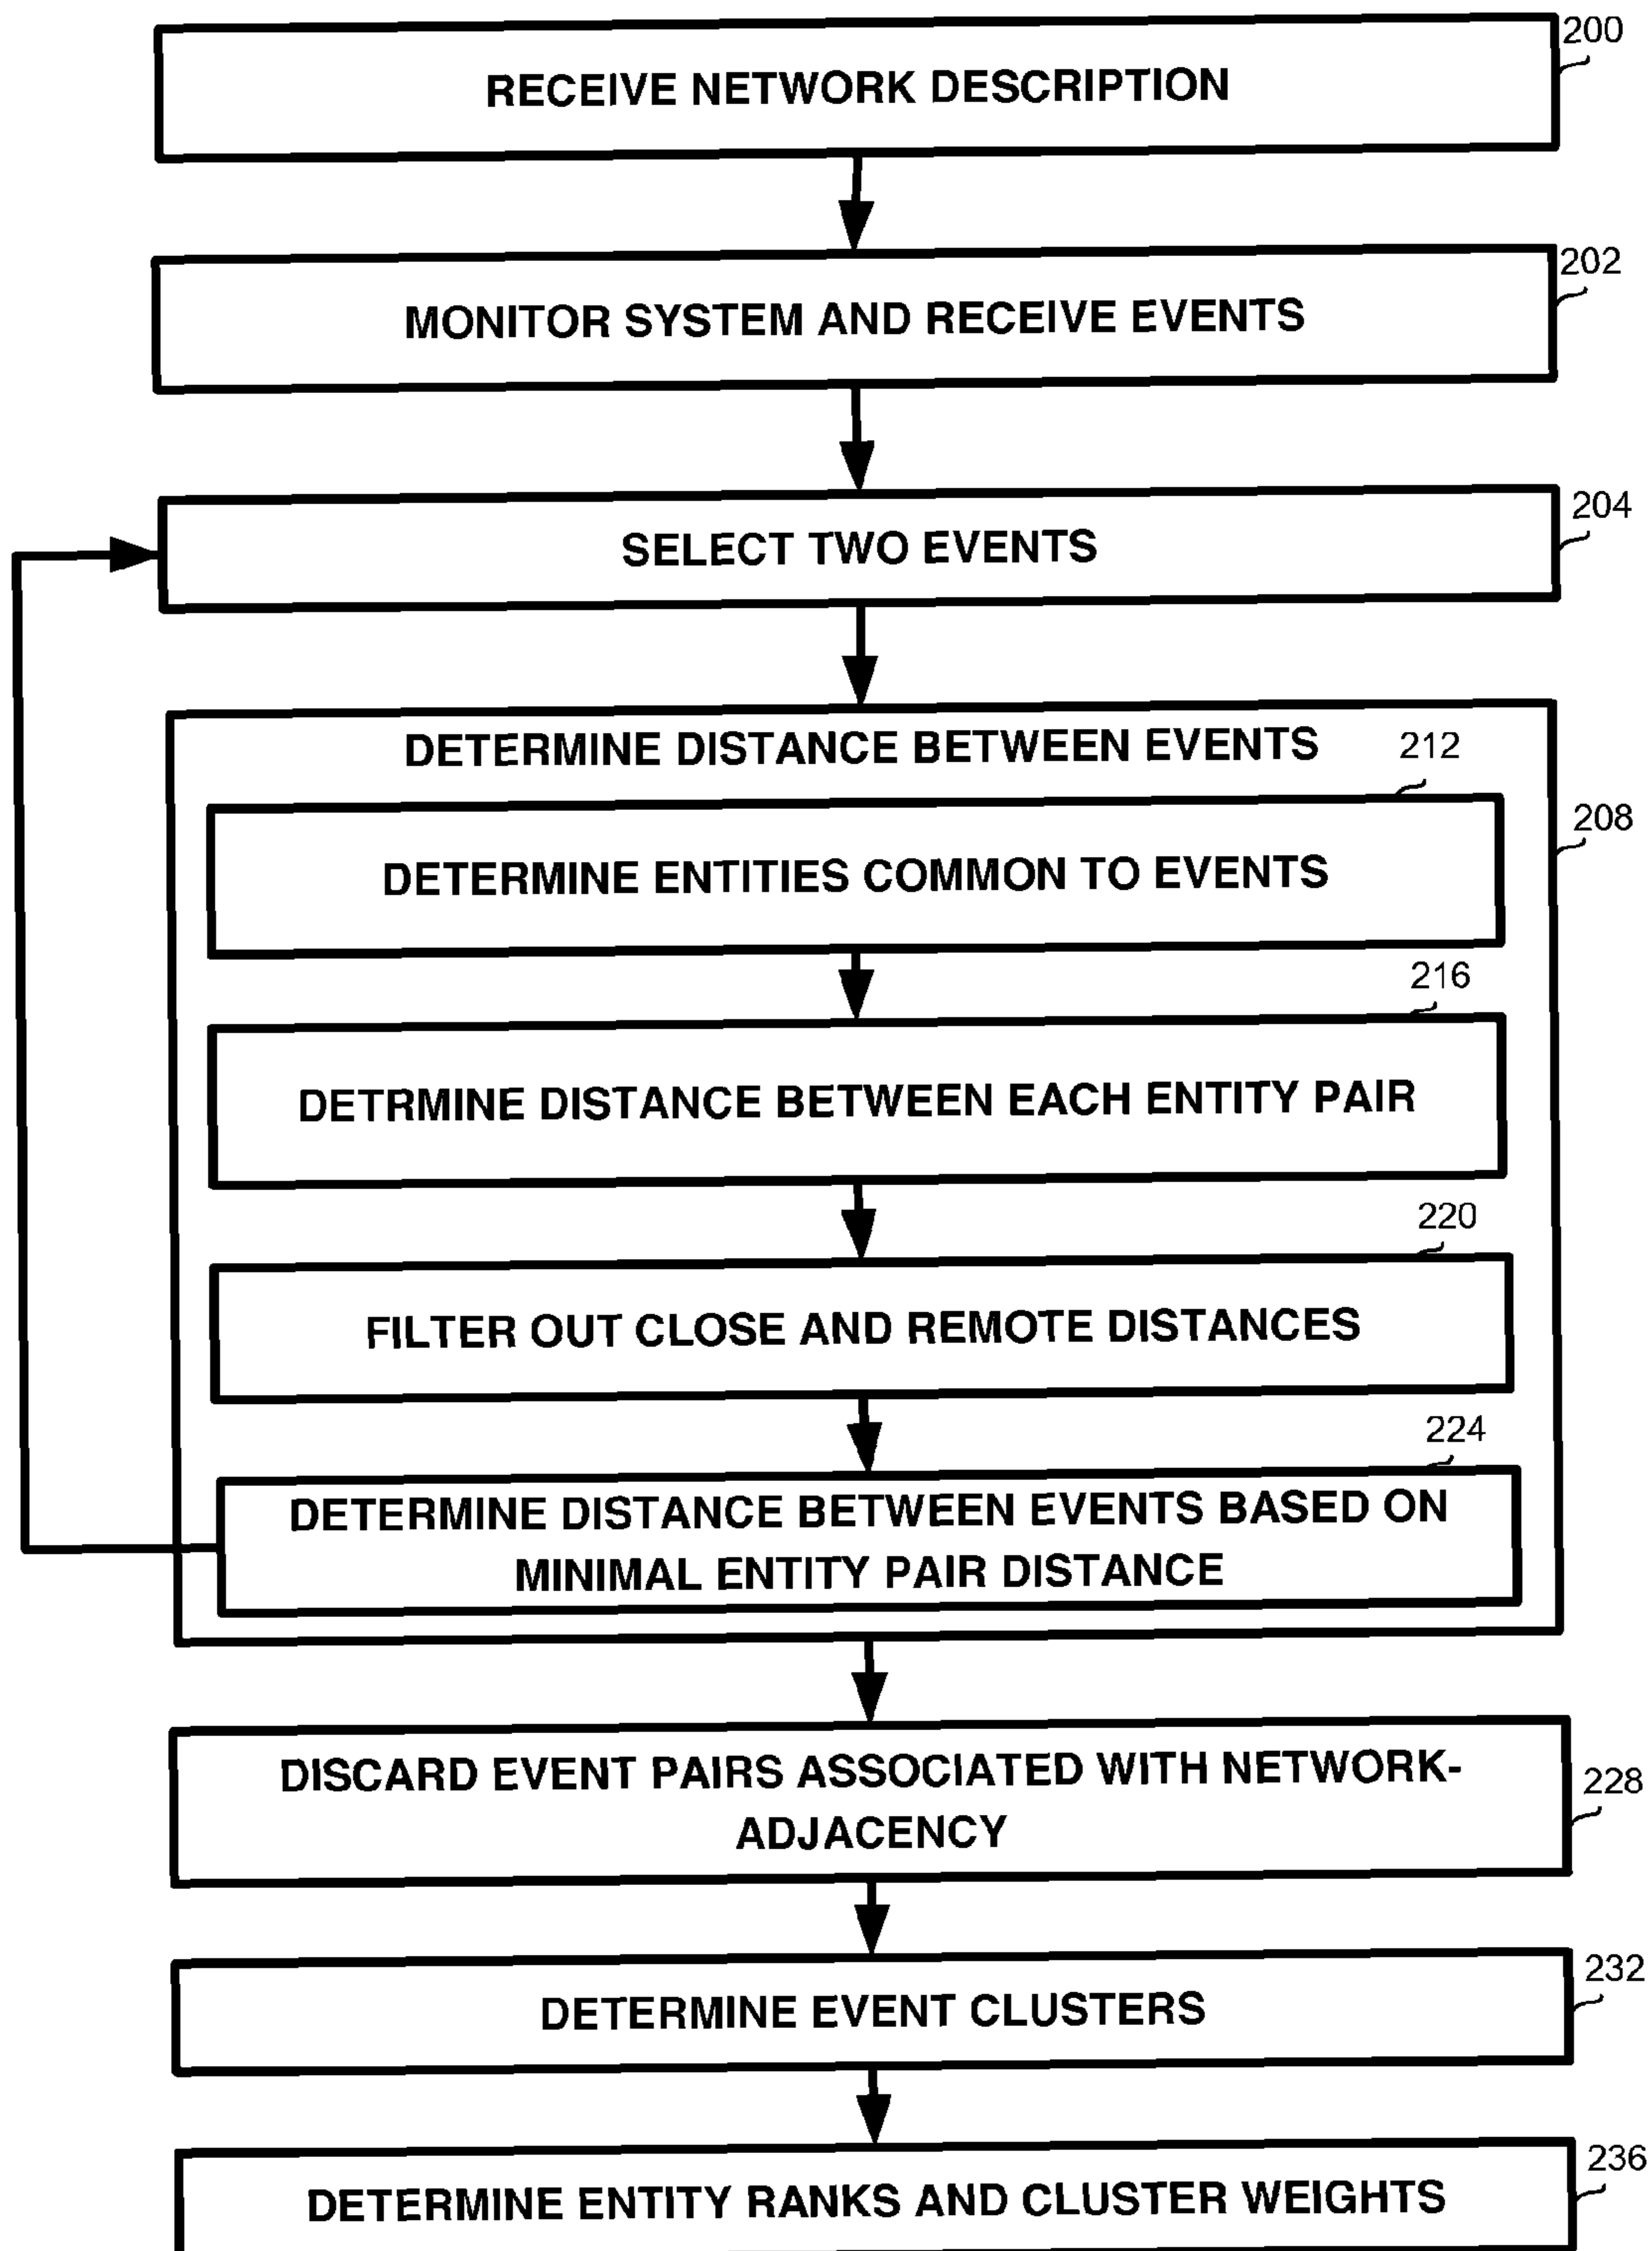 200
RECEIVE NETWORK DESCRIPTION
202
MONITOR SYSTEM AND RECEIVE EVENTS
204
SELECT TWO EVENTS
DETERMINE DISTANCE BETWEEN EVENTS
212
208
DETERMINE ENTITIES COMMON TO EVENTS
216
DETRMINE DISTANCE BETWEEN EACH ENTITY PAIR
220
FILTER OUT CLOSE AND REMOTE DISTANCES
224
DETERMINE DISTANCE BETWEEN EVENTS BASED ON
MINIMAL ENTITY PAIR DISTANCE
DISCARD EVENT PAIRS ASSOCIATED WITH NETWORK-
228
ADJACENCY
232
DETERMINE EVENT CLUSTERS
236
DETERMINE ENTITY RANKS AND CLUSTER WEIGHTS